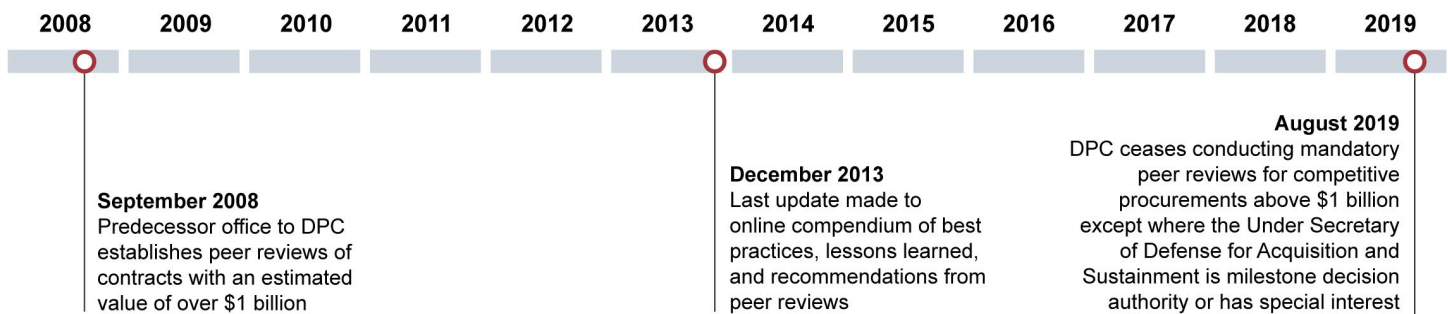 2008 2009 2010 2011 2012 2013 2014 2015 2016 2017 2018 2019
September 2008
Predecessor office to DPC
establishes peer reviews of
contracts with an estimated
value of over $1 billion
December 2013
Last update made to
online compendium of best
practices, lessons learned,
and recommendations from
peer reviews
August 2019
DPC ceases conducting mandatory
peer reviews for competitive
procurements above $1 billion
except where the Under Secretary
of Defense for Acquisition and
Sustainment is milestone decision
authority or has special interest